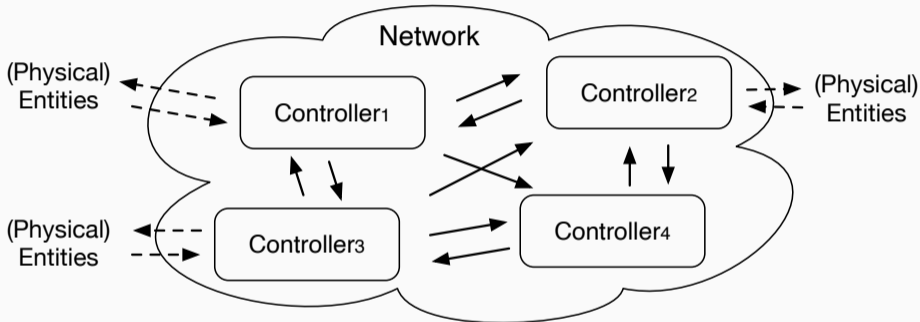 Network
(Physical)
Entities
Controller1
Controller2
(Physical)
Entities
(Physical)
Entities
Controller3
Controller4